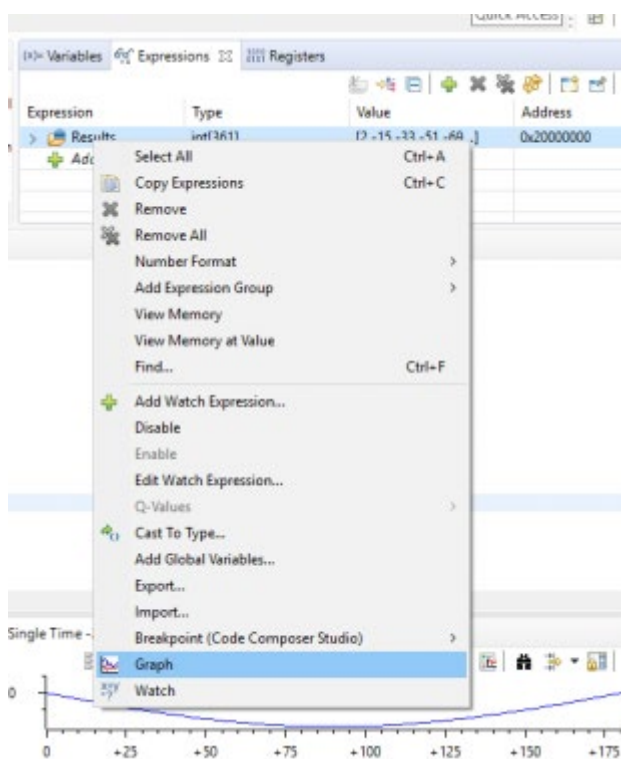 Quick Access
(x)= Variables Expressions Registers
Expression Type Value Address
Results int[361] [2 -15 -33 -51 -69 ..] 0x20000000
Select All Ctrl+A
Copy Expressions Ctrl+C
Remove
Remove All
Number Format
Add Expression Group
View Memory
View Memory at Value
Find... Ctrl+F
Add Watch Expression...
Disable
Enable
Edit Watch Expression...
Q-Values
Cast To Type...
Add Global Variables...
Export...
Import...
Breakpoint (Code Composer Studio)
Single Time -
Graph
0
Watch
0 +25 +50 +75 +100 +125 +150 +175